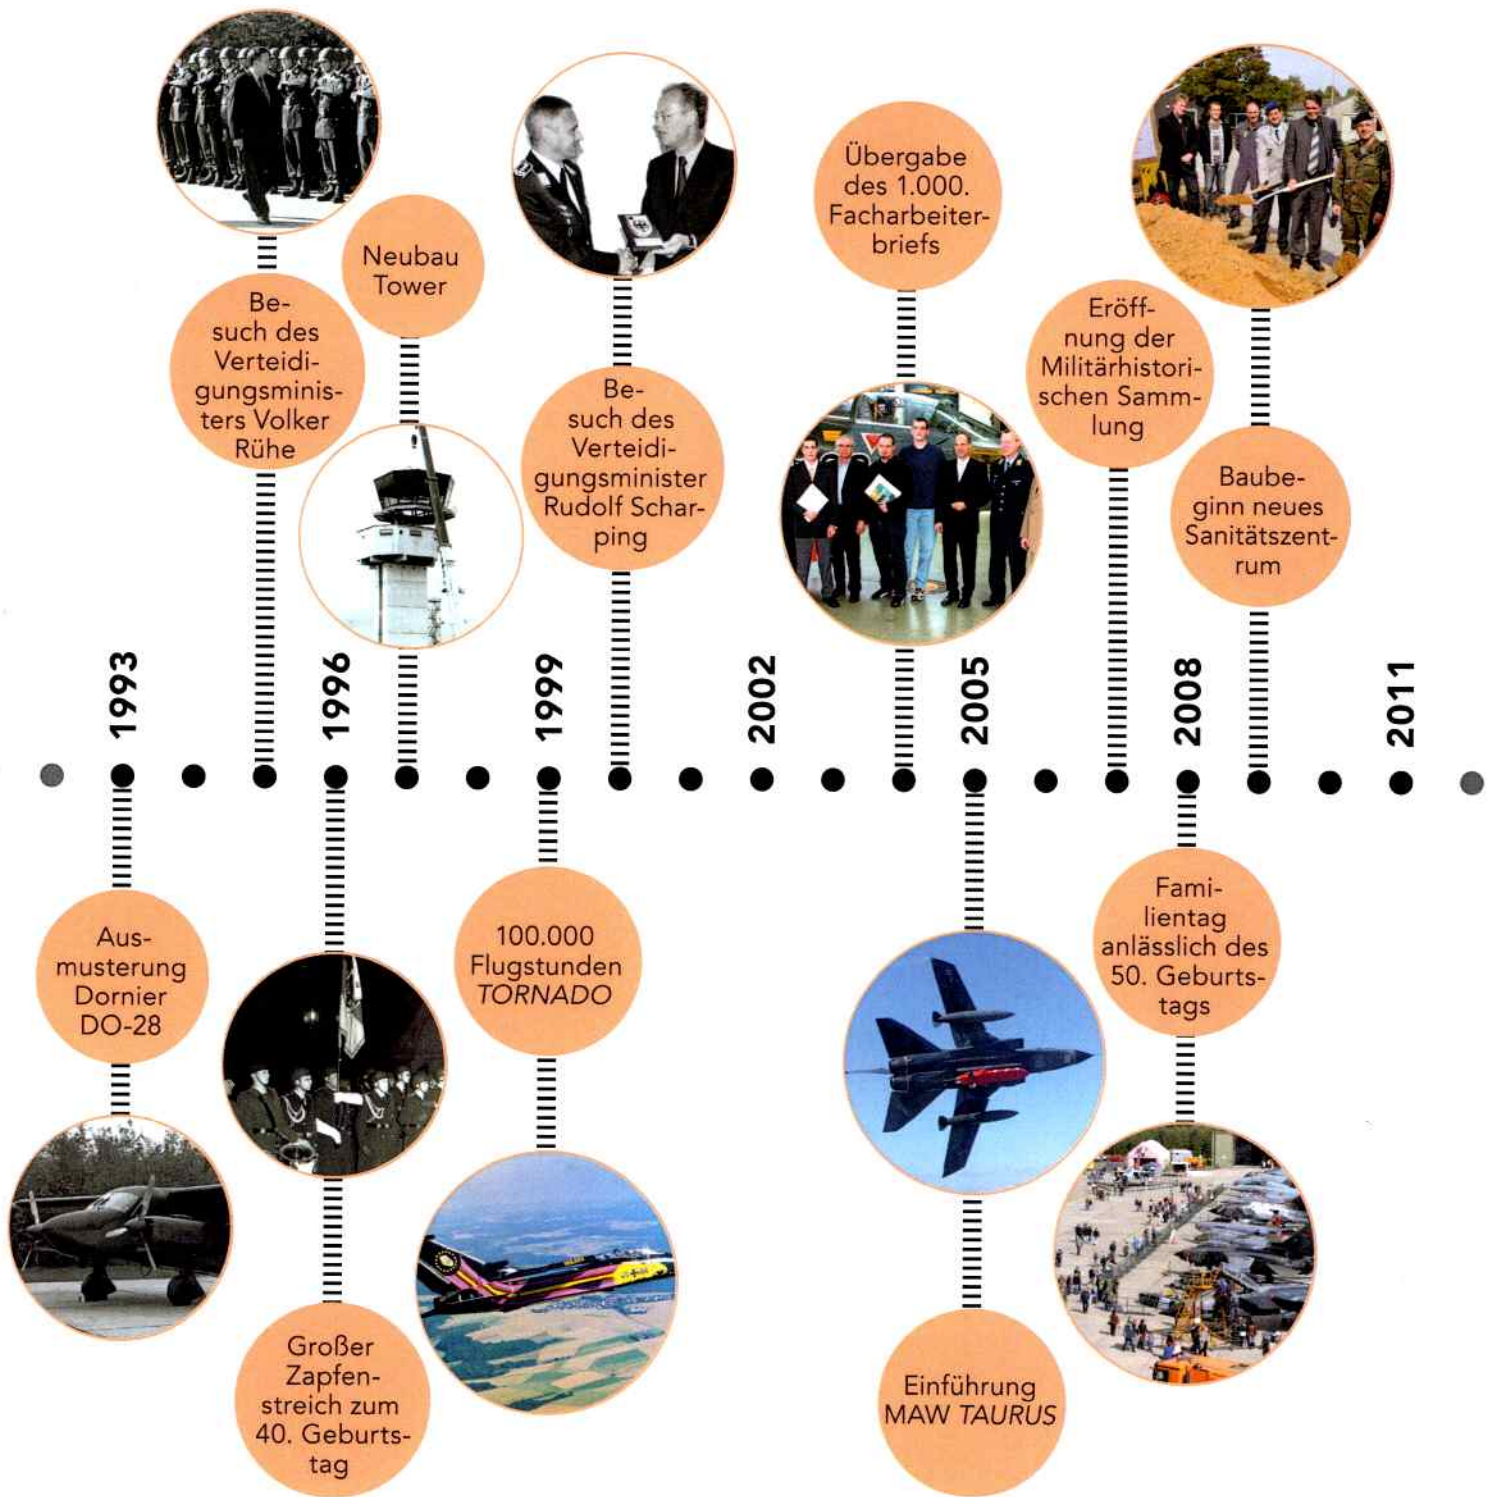 Be-
such des
Verteidi-
gungsminis-
ters Volker
Rühe
Neubau
Tower
Be-
such des
Verteidi-
gungsminister
Rudolf Schar-
ping
Übergabe
des 1.000.
Facharbeiter-
briefs
Eröff-
nung der
Militärhistori-
schen Samm-
lung
Baube-
ginn neues
Sanitätszent-
rum
1993
1996
1999
2002
2005
2008
2011
Aus-
musterung
Dornier
DO-28
Großer
Zapfen-
streich zum
40. Geburts-
tag
100.000
Flugstunden
TORNADO
Einführung
MAW TAURUS
Fami-
lientag
anlässlich des
50. Geburts-
tags